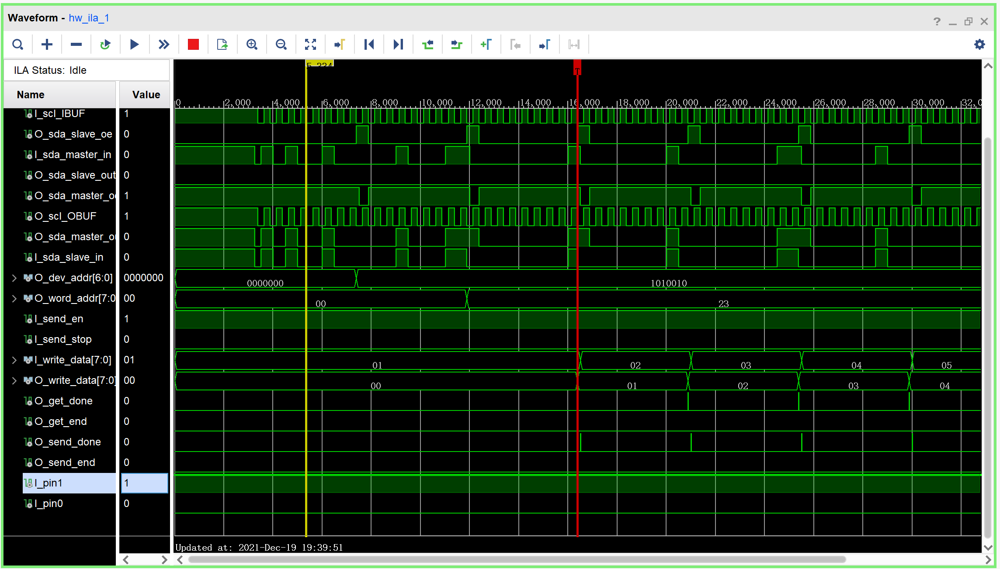 Waveform - hw_ila_1
ILA Status: Idle
Name Value
0 2,000 4,000 6,000 8,000 10,000 12,000 14,000 16,000 18,000 20,000 22,000 24,000 26,000 28,000 30,000 32,0
T
I_scl_IBUF 1
O_sda_slave_oe 0
I_sda_master_in 0
O_sda_slave_out 0
O_sda_master_o 1
O_scl_OBUF 1
O_sda_master_o 0
I_sda_slave_in 0
O_dev_addr[6:0] 0000000 0000000 1010010
O_word_addr[7:0 00 00 23
I_send_en 1
I_send_stop 0
I_write_data[7:0] 01 01 02 03 04 05
O_write_data[7:0] 00 00 01 02 03 04
O_get_done 0
O_get_end 0
O_send_done 0
O_send_end 0
I_pin1 1
I_pin0 0
Updated at: 2021-Dec-19 19:39:51